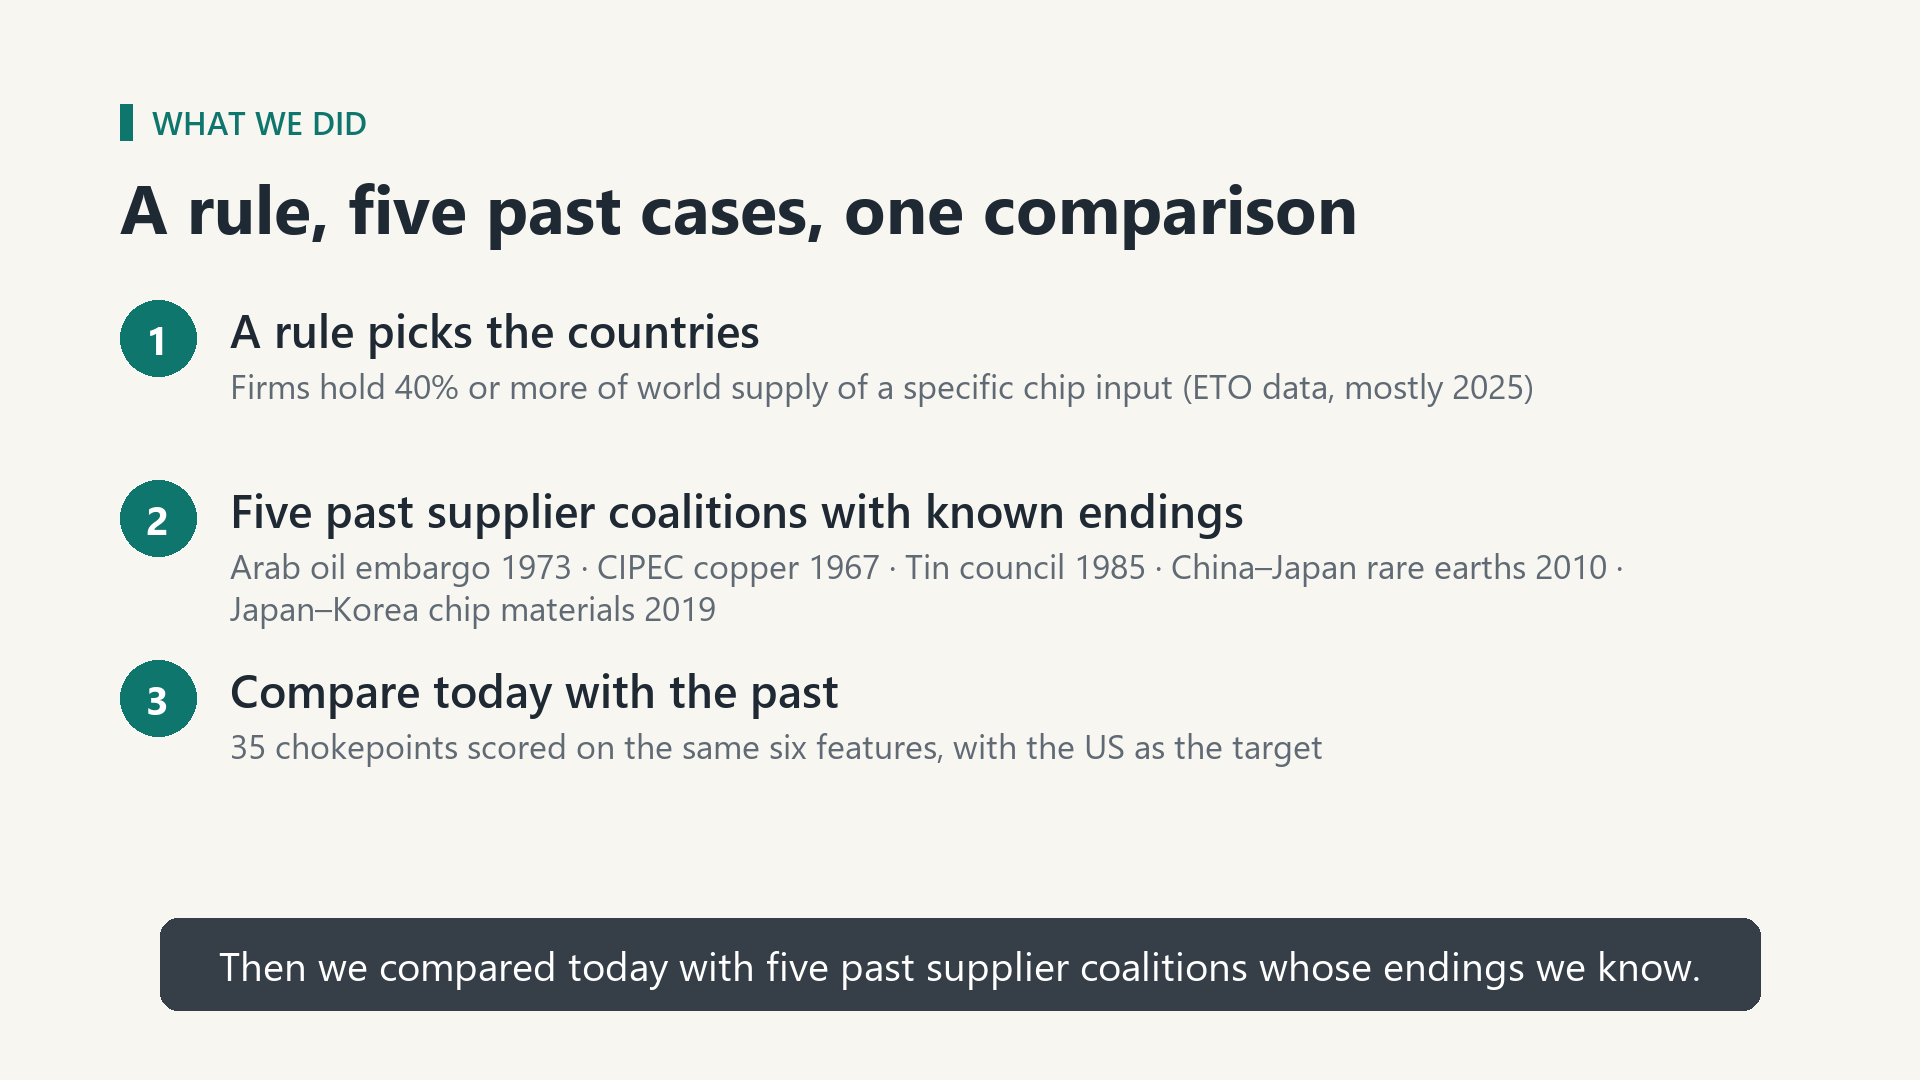 WHAT WE DID
A rule, five past cases, one comparison
1
A rule picks the countries
Firms hold 40% or more of world supply of a specific chip input (ETO data, mostly 2025)
2
Five past supplier coalitions with known endings
Arab oil embargo 1973 · CIPEC copper 1967 · Tin council 1985 · China–Japan rare earths 2010 ·
Japan–Korea chip materials 2019
3
Compare today with the past
35 chokepoints scored on the same six features, with the US as the target
Then we compared today with five past supplier coalitions whose endings we know.